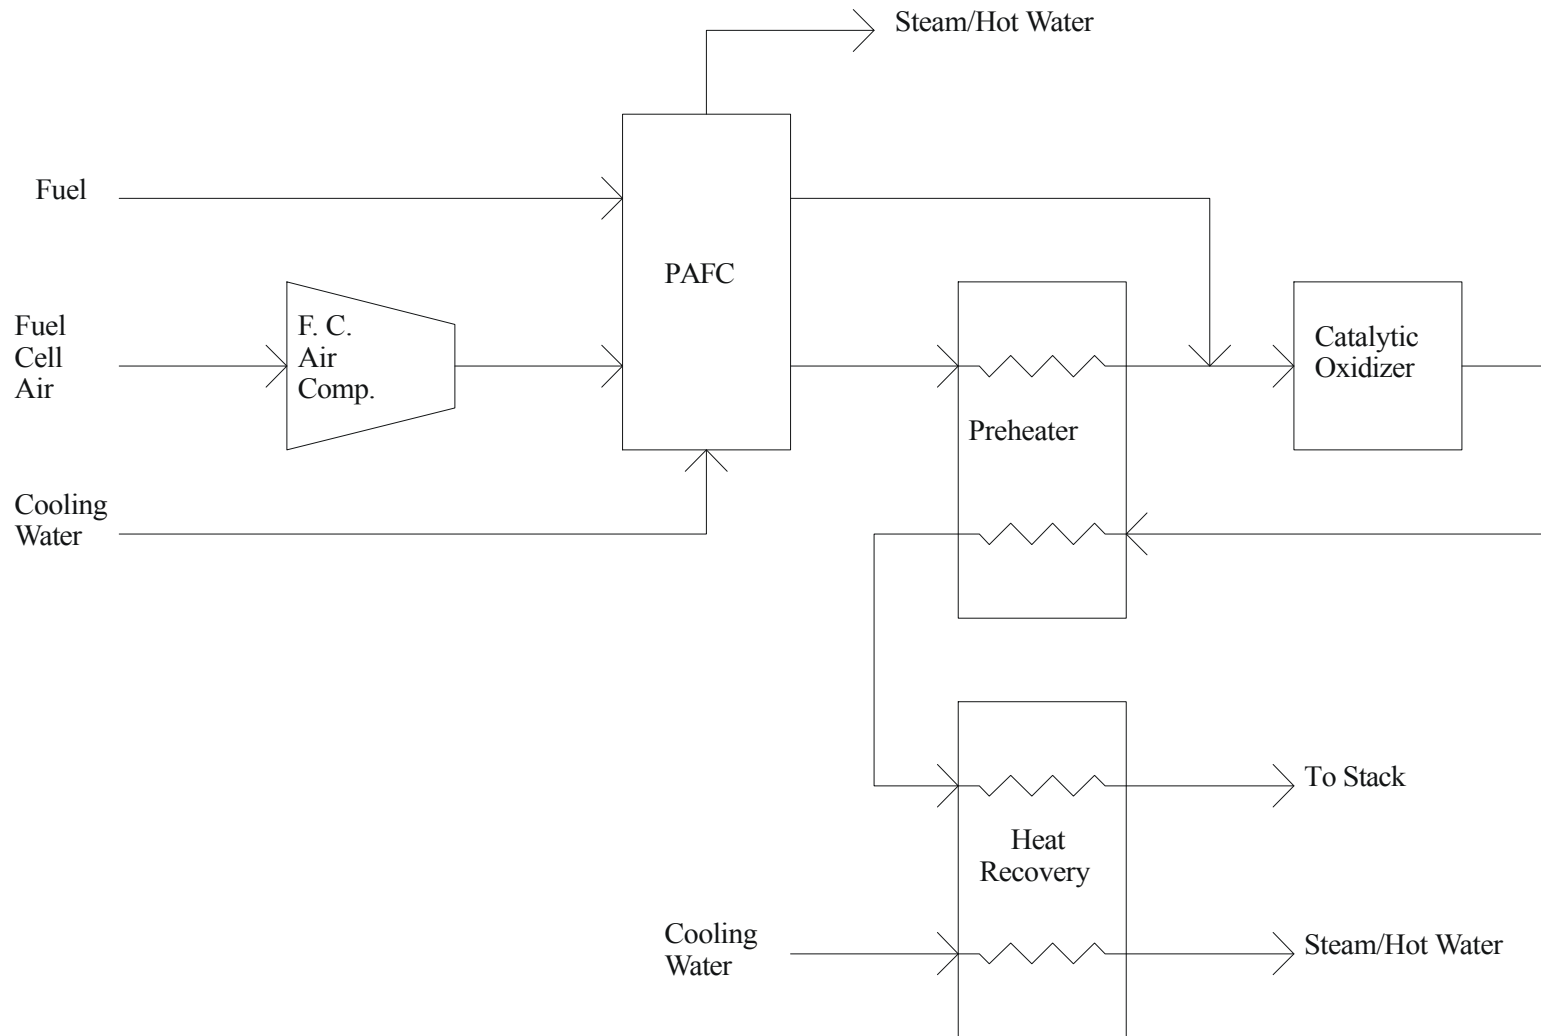 Steam/Hot Water
Fuel
PAFC
Fuel
Cell
Air
F. C.
Air
Comp.
Catalytic
Oxidizer
Preheater
Cooling
Water
To Stack
Heat
Recovery
Cooling
Water
Steam/Hot Water